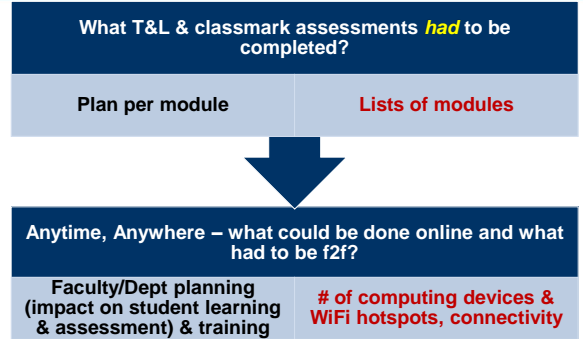 What T&L & classmark assessments had to be
completed?
Plan per module
Lists of modules
Anytime, Anywhere – what could be done online and what
had to be f2f?
Faculty/Dept planning
(impact on student learning
& assessment) & training
# of computing devices &
WiFi hotspots, connectivity